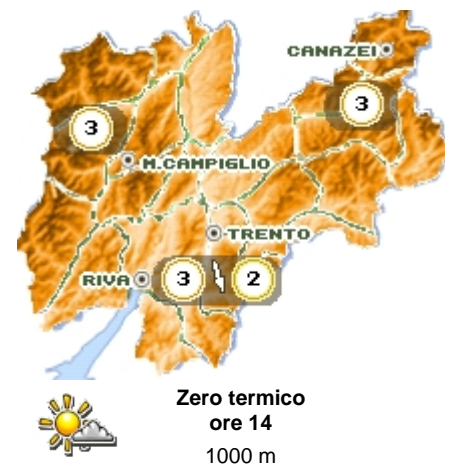 CANAZEI
3
3
M.CAMPIGLIO
TRENTO
RIVA 3 2
Zero termico
ore 14
1000 m